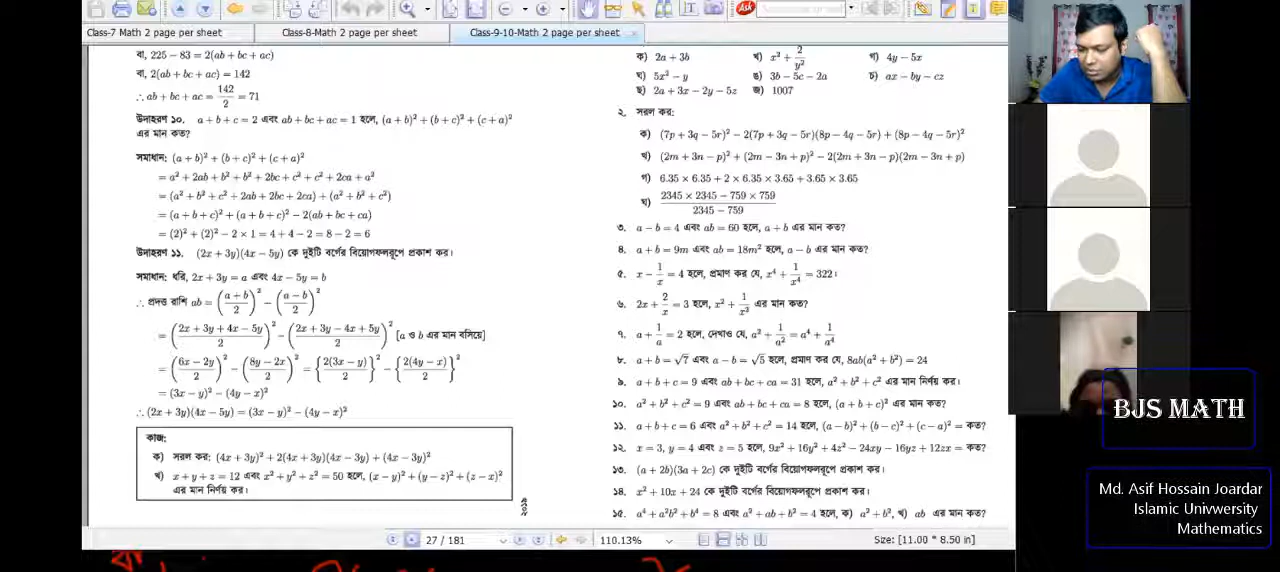 Class-7 Math 2 page per sheet
Class-8-Math 2 page per sheet
Class-9-10-Math 2 page per sheet
Ask
বা, 225 − 83 = 2(ab + bc + ac)
বা, 2(ab + bc + ac) = 142
∴ ab + bc + ac = 142/2 = 71
উদাহরণ ১০. a + b + c = 2 এবং ab + bc + ac = 1 হলে, (a + b)² + (b + c)² + (c + a)²
এর মান কত?
সমাধান: (a + b)² + (b + c)² + (c + a)²
= a² + 2ab + b² + b² + 2bc + c² + c² + 2ca + a²
= (a² + b² + c² + 2ab + 2bc + 2ca) + (a² + b² + c²)
= (a + b + c)² + (a + b + c)² − 2(ab + bc + ca)
= (2)² + (2)² − 2 × 1 = 4 + 4 − 2 = 8 − 2 = 6
উদাহরণ ১১. (2x + 3y)(4x − 5y) কে দুইটি বর্গের বিয়োগফলরূপে প্রকাশ কর।
সমাধান: ধরি, 2x + 3y = a এবং 4x − 5y = b
∴ প্রদত্ত রাশি ab = ((a + b)/2)² − ((a − b)/2)²
= ((2x + 3y + 4x − 5y)/2)² − ((2x + 3y − 4x + 5y)/2)² [a ও b এর মান বসিয়ে]
= ((6x − 2y)/2)² − ((8y − 2x)/2)² = {2(3x − y)/2}² − {2(4y − x)/2}²
= (3x − y)² − (4y − x)²
∴ (2x + 3y)(4x − 5y) = (3x − y)² − (4y − x)²
কাজ:
ক) সরল কর: (4x + 3y)² + 2(4x + 3y)(4x − 3y) + (4x − 3y)²
খ) x + y + z = 12 এবং x² + y² + z² = 50 হলে, (x − y)² + (y − z)² + (z − x)²
এর মান নির্ণয় কর।
ক) 2a + 3b খ) x² + 2/y² গ) 4y − 5x
ঘ) 5x² − y ঙ) 3b − 5c − 2a চ) ax − by − cz
ছ) 2a + 3x − 2y − 5z জ) 1007
২. সরল কর:
ক) (7p + 3q − 5r)² − 2(7p + 3q − 5r)(8p − 4q − 5r) + (8p − 4q − 5r)²
খ) (2m + 3n − p)² + (2m − 3n + p)² − 2(2m + 3n − p)(2m − 3n + p)
গ) 6.35 × 6.35 + 2 × 6.35 × 3.65 + 3.65 × 3.65
ঘ) (2345 × 2345 − 759 × 759)/(2345 − 759)
৩. a − b = 4 এবং ab = 60 হলে, a + b এর মান কত?
৪. a + b = 9m এবং ab = 18m² হলে, a − b এর মান কত?
৫. x − 1/x = 4 হলে, প্রমাণ কর যে, x⁴ + 1/x⁴ = 322।
৬. 2x + 2/x = 3 হলে, x² + 1/x² এর মান কত?
৭. a + 1/a = 2 হলে, দেখাও যে, a² + 1/a² = a⁴ + 1/a⁴
৮. a + b = √7 এবং a − b = √5 হলে, প্রমাণ কর যে, 8ab(a² + b²) = 24
৯. a + b + c = 9 এবং ab + bc + ca = 31 হলে, a² + b² + c² এর মান নির্ণয় কর।
১০. a² + b² + c² = 9 এবং ab + bc + ca = 8 হলে, (a + b + c)² এর মান কত?
১১. a + b + c = 6 এবং a² + b² + c² = 14 হলে, (a − b)² + (b − c)² + (c − a)² = কত?
১২. x = 3, y = 4 এবং z = 5 হলে, 9x² + 16y² + 4z² − 24xy − 16yz + 12zx = কত?
১৩. (a + 2b)(3a + 2c) কে দুইটি বর্গের বিয়োগফলরূপে প্রকাশ কর।
১৪. x² + 10x + 24 কে দুইটি বর্গের বিয়োগফলরূপে প্রকাশ কর।
১৫. a⁴ + a²b² + b⁴ = 8 এবং a² + ab + b² = 4 হলে, ক) a² + b², খ) ab এর মান কত?
27 / 181
110.13%
Size: [11.00 * 8.50 in]
BJS MATH
Md. Asif Hossain Joardar
Islamic Univwersity
Mathematics